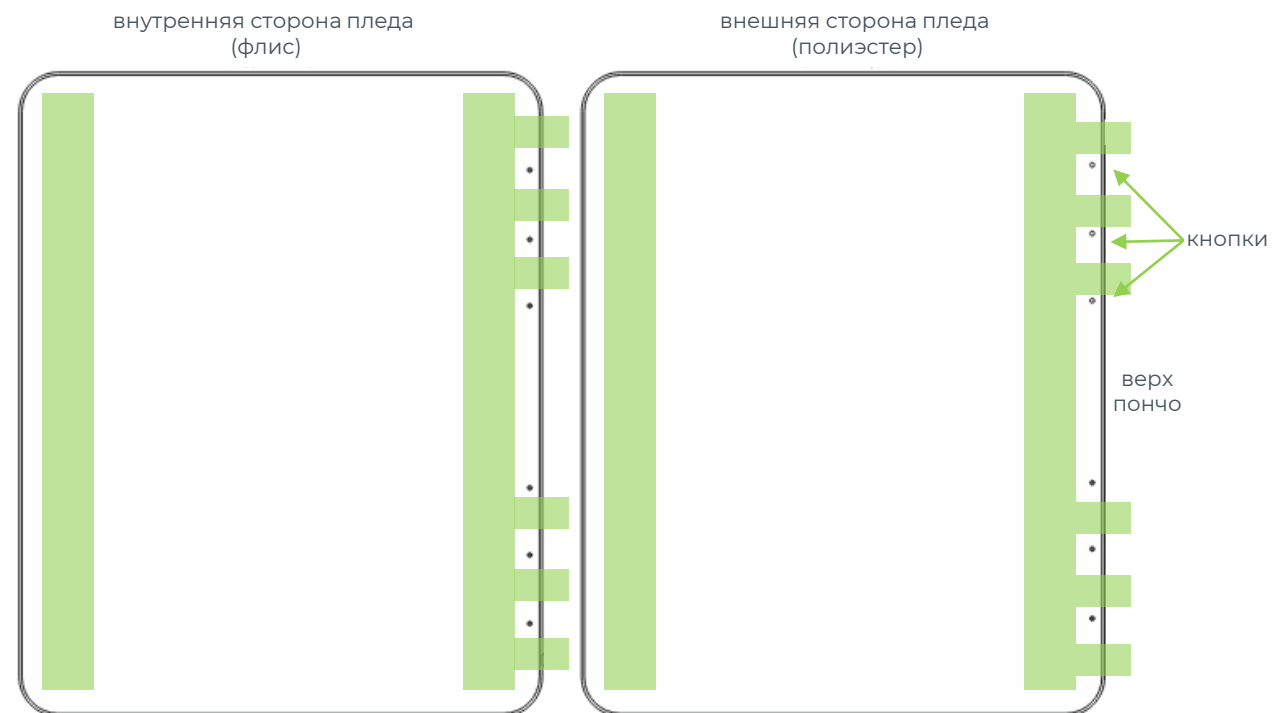 внутренняя сторона пледа
(флис)
внешняя сторона пледа
(полиэстер)
кнопки
верх
пончо